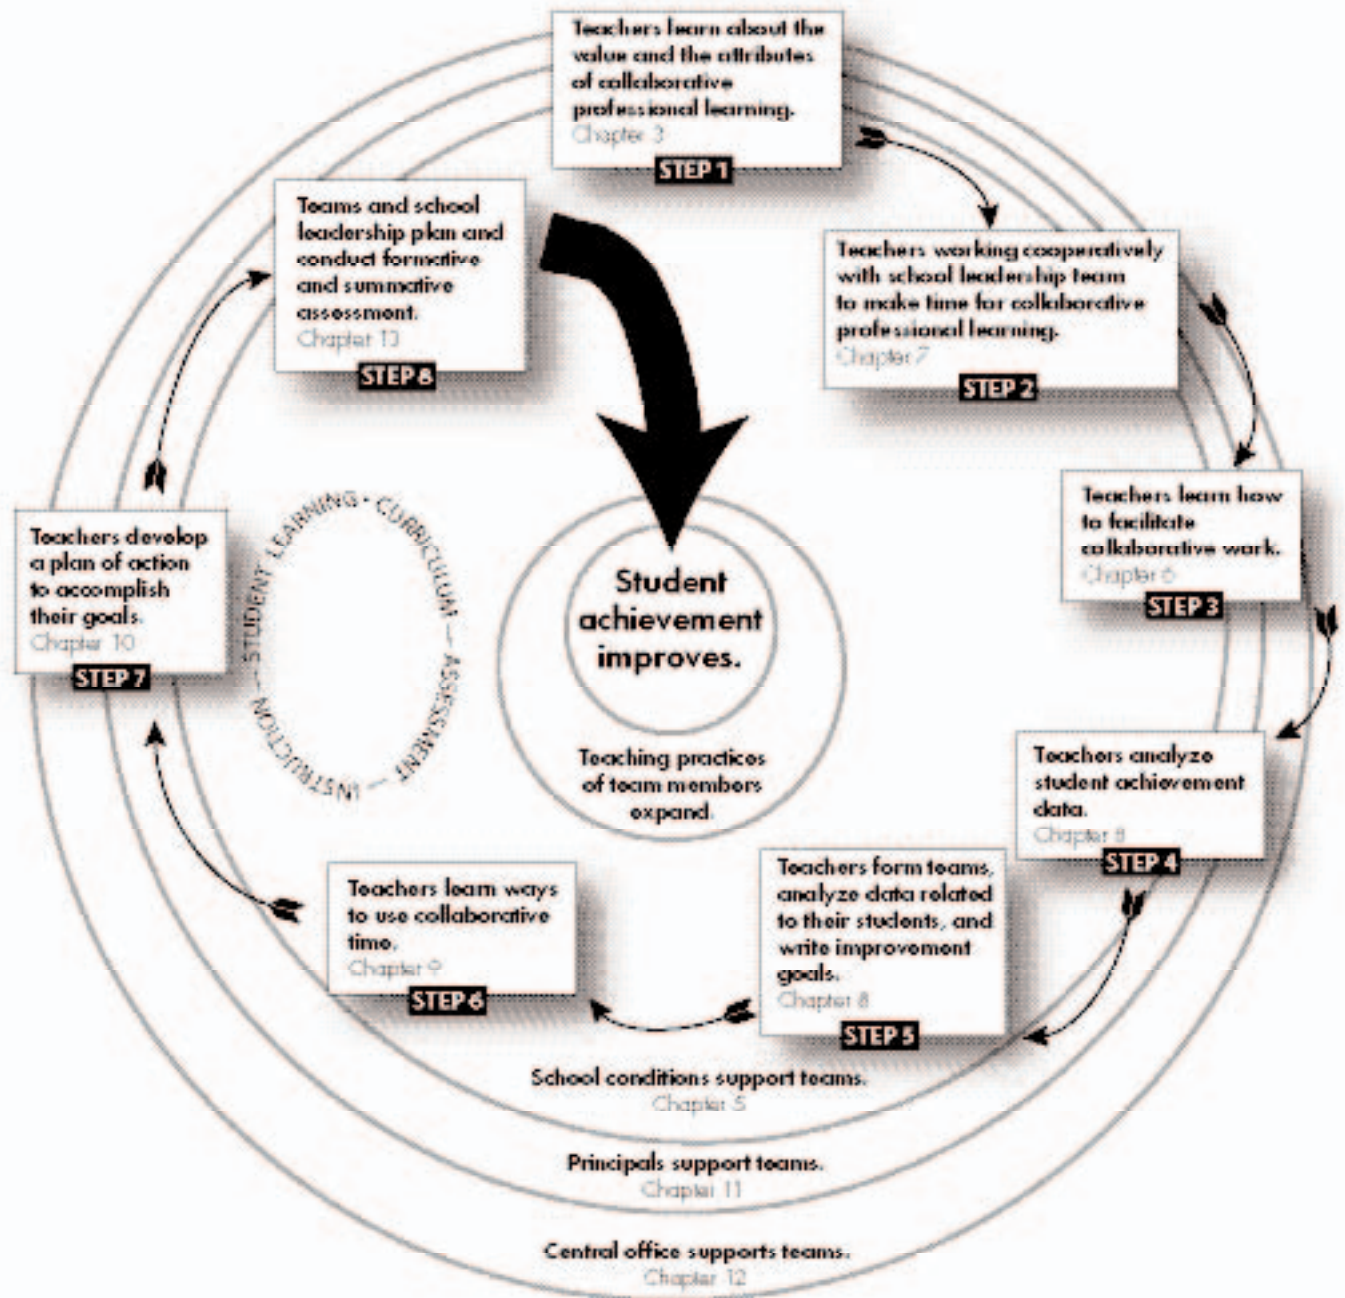 Teachers learn about the
value and the attributes
of collaborative
professional learning.
Chapter 3
STEP 1
Teachers working cooperatively
with school leadership team
to make time for collaborative
professional learning.
Chapter 7
STEP 2
Teachers learn how
to facilitate
collaborative work.
Chapter 6
STEP 3
Teachers analyze
student achievement
data.
Chapter 8
STEP 4
Teachers form teams,
analyze data related
to their students, and
write improvement
goals.
Chapter 8
STEP 5
Teachers learn ways
to use collaborative
time.
Chapter 9
STEP 6
Teachers develop
a plan of action
to accomplish
their goals.
Chapter 10
STEP 7
Teams and school
leadership plan and
conduct formative
and summative
assessment.
Chapter 13
STEP 8
STUDENT LEARNING • CURRICULUM — ASSESSMENT — INSTRUCTION —
Student
achievement
improves.
Teaching practices
of team members
expand.
School conditions support teams.
Chapter 5
Principals support teams.
Chapter 11
Central office supports teams.
Chapter 12